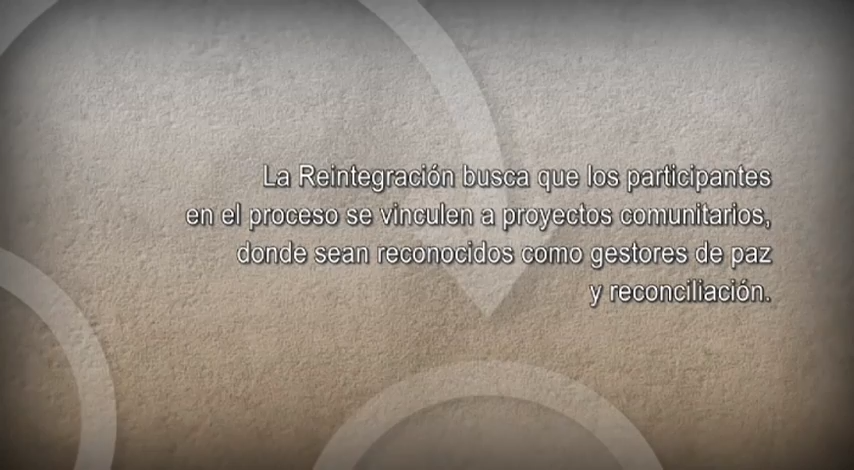 La Reintegración busca que los participantes
en el proceso se vinculen a proyectos comunitarios,
donde sean reconocidos como gestores de paz
y reconciliación.